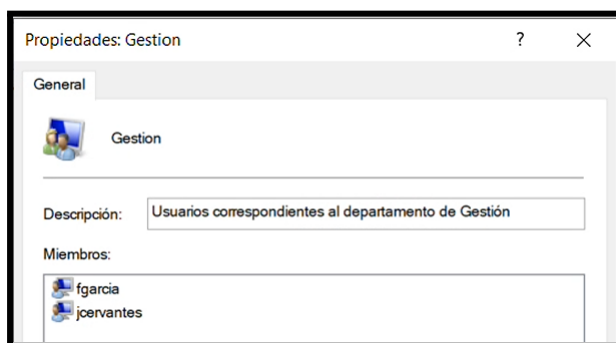 Propiedades: Gestion ?
General
Gestion
Descripción: Usuarios correspondientes al departamento de Gestión
Miembros:
fgarcia
jcervantes